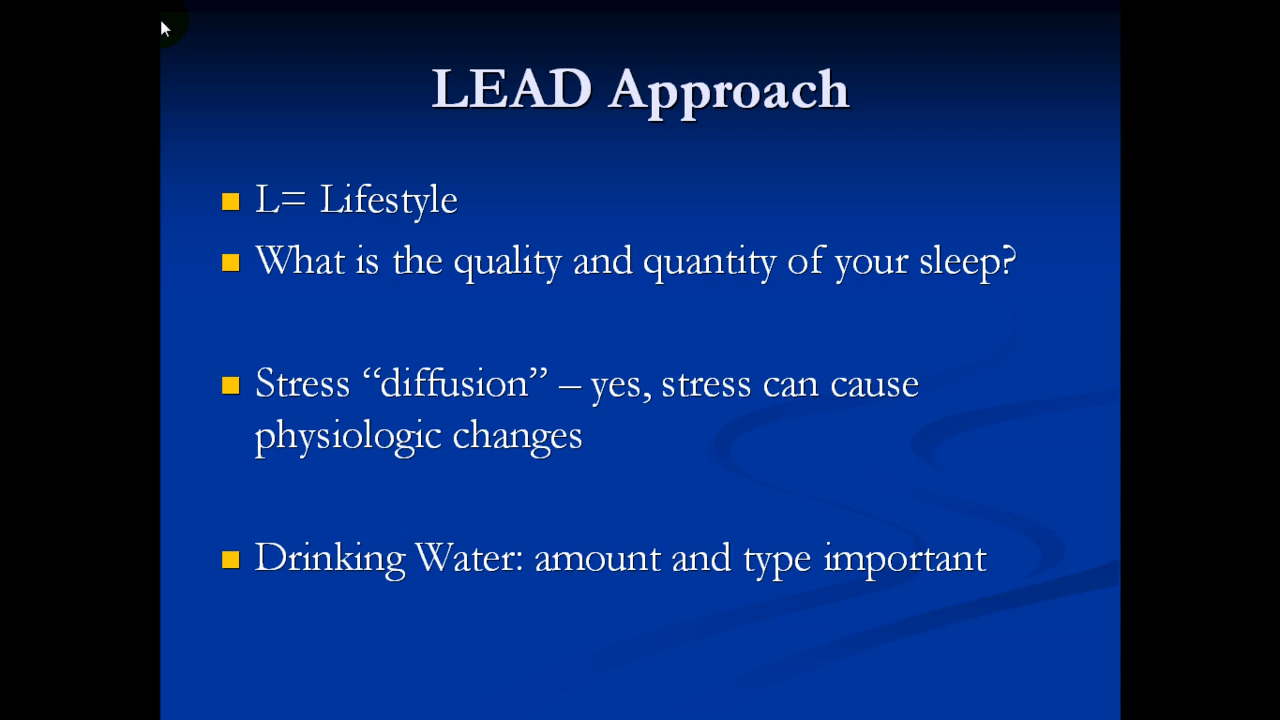 LEAD Approach
L= Lifestyle
What is the quality and quantity of your sleep?
Stress “diffusion” – yes, stress can cause
physiologic changes
Drinking Water: amount and type important